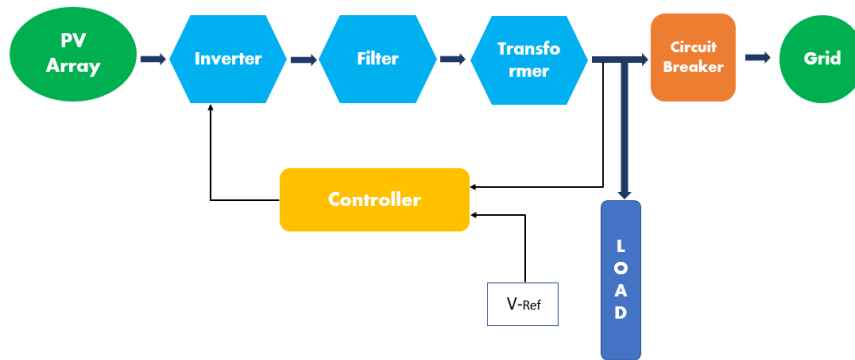 PV
Array
Inverter
Filter
Transfo
rmer
Circuit
Breaker
Grid
Controller
V-Ref
L
O
A
D